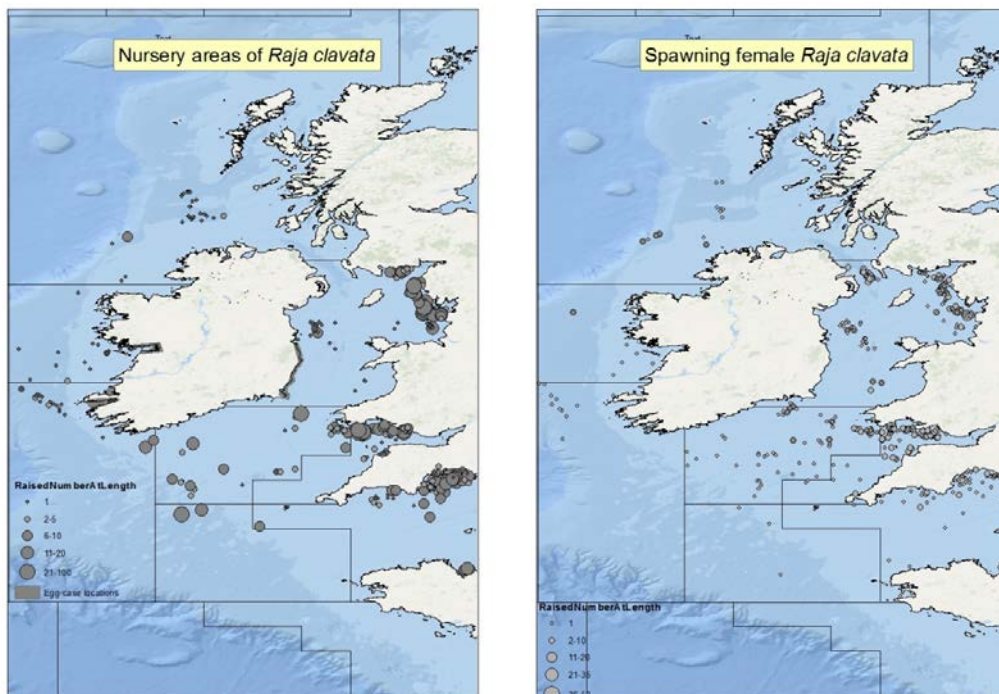 Nursery areas of Raja clavata
RaisedNumberAtLength
1
2-5
6-10
11-20
21-100
Egg-case locations
Spawning female Raja clavata
RaisedNumberAtLength
1
2-10
11-20
21-35